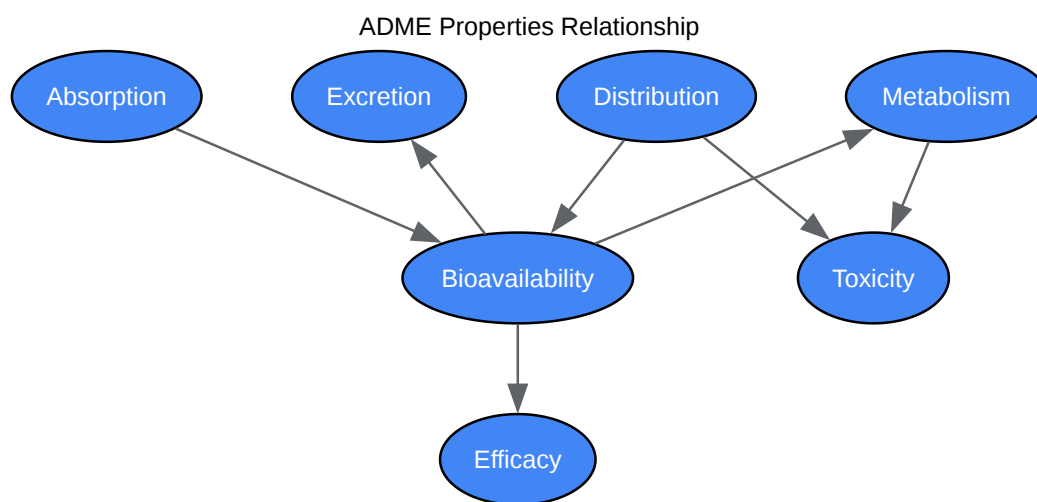 ADME Properties Relationship
Absorption
Excretion
Distribution
Metabolism
Bioavailability
Toxicity
Efficacy